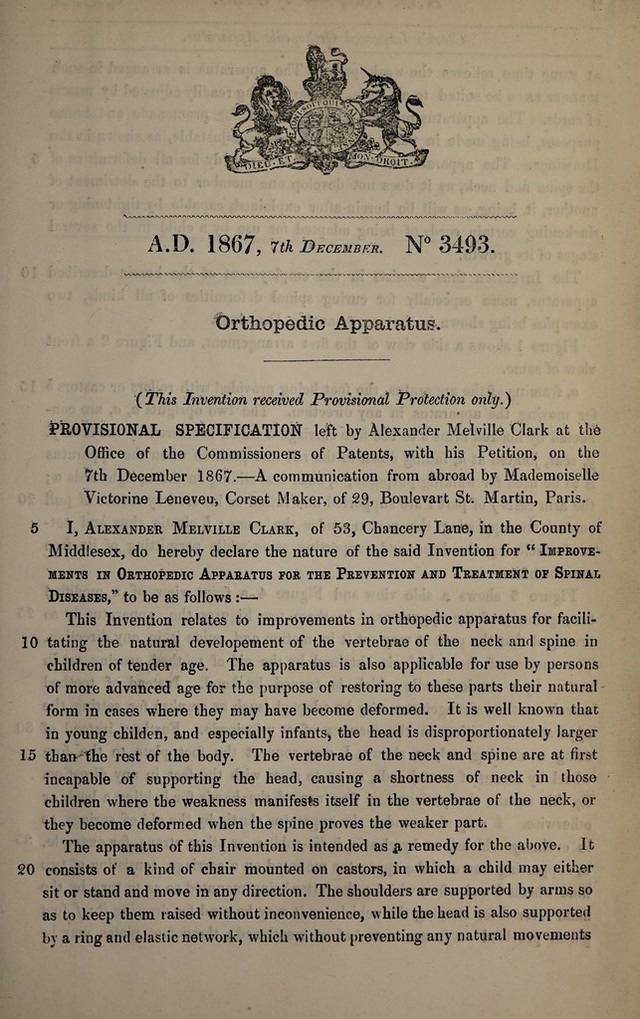 DIEU ET MON DROIT.
A.D. 1867, 7th DECEMBER. No 3493.
Orthopedic Apparatus.
(This Invention received Provisional Protection only.)
PROVISIONAL SPECIFICATION left by Alexander Melville Clark at the
Office of the Commissioners of Patents, with his Petition, on the
7th December 1867.—A communication from abroad by Mademoiselle
Victorine Leneveu, Corset Maker, of 29, Boulevart St. Martin, Paris.
5 I, ALEXANDER MELVILLE CLARK, of 53, Chancery Lane, in the County of
Middlesex, do hereby declare the nature of the said Invention for “ IMPROVE-
MENTS IN ORTHOPEDIC APPARATUS FOR THE PREVENTION AND TREATMENT OF SPINAL
DISEASES,” to be as follows :—
This Invention relates to improvements in orthopedic apparatus for facili-
10 tating the natural developement of the vertebræ of the neck and spine in
children of tender age. The apparatus is also applicable for use by persons
of more advanced age for the purpose of restoring to these parts their natural
form in cases where they may have become deformed. It is well known that
in young childen, and especially infants, the head is disproportionately larger
15 than the rest of the body. The vertebræ of the neck and spine are at first
incapable of supporting the head, causing a shortness of neck in those
children where the weakness manifests itself in the vertebræ of the neck, or
they become deformed when the spine proves the weaker part.
The apparatus of this Invention is intended as a remedy for the above. It
20 consists of a kind of chair mounted on castors, in which a child may either
sit or stand and move in any direction. The shoulders are supported by arms so
as to keep them raised without inconvenience, while the head is also supported
by a ring and elastic network, which without preventing any natural movements